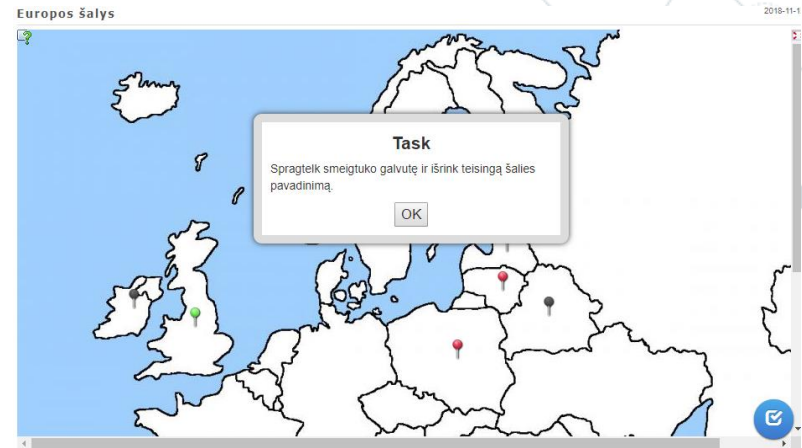 Europos šalys
2018-11-1
Task
Spragtelk smeigtuko galvutę ir išrink teisingą šalies
pavadinimą.
OK